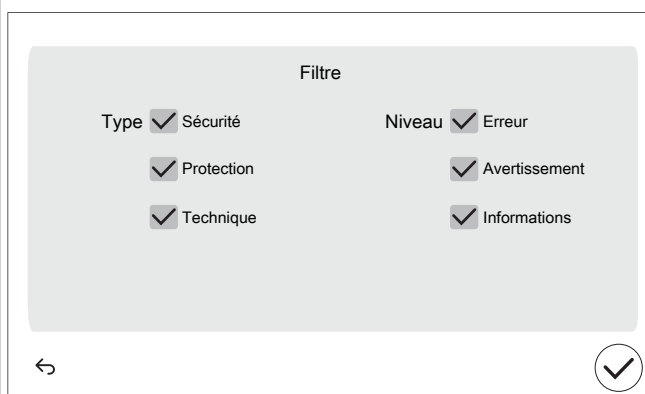 Filtre
Type Sécurité Niveau Erreur
Protection Avertissement
Technique Informations